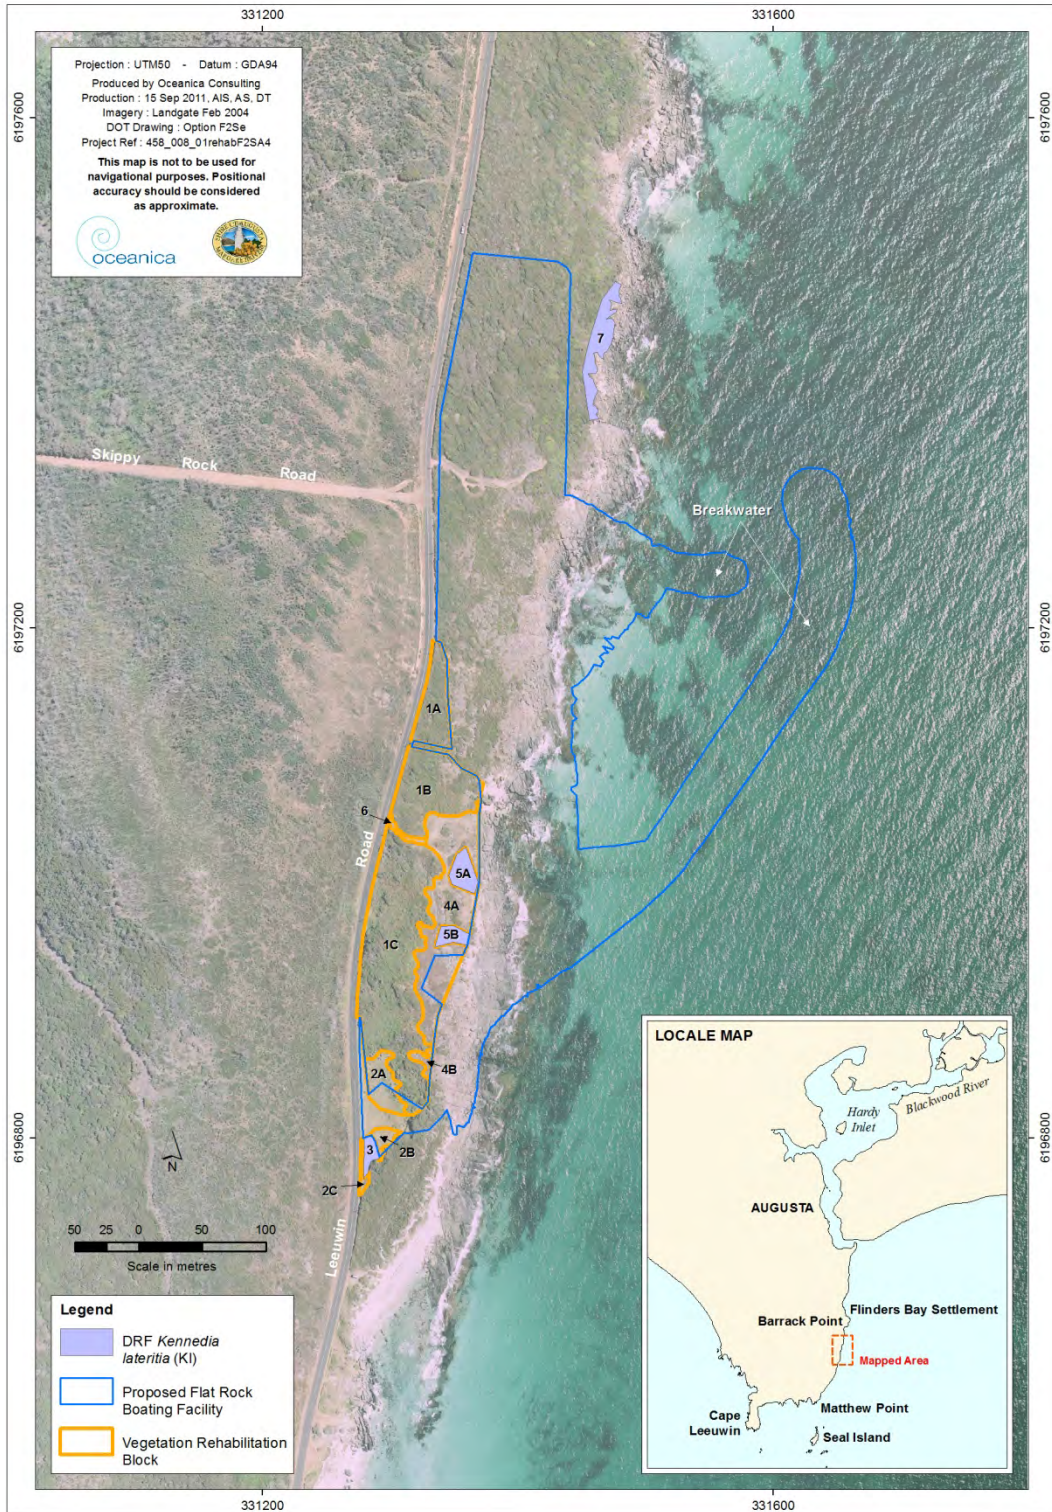 331200
331600
6197600
6197600
Projection : UTM50 - Datum : GDA94
Produced by Oceanica Consulting
Production : 15 Sep 2011, AIS, AS, DT
Imagery : Landgate Feb 2004
DOT Drawing : Option F2Se
Project Ref : 458_008_01rehabF2SA4
This map is not to be used for
navigational purposes. Positional
accuracy should be considered
as approximate.
oceanica
7
Skippy Rock Road
Breakwater
6197200
6197200
1A
1B
6
Road
5A
4A
5B
1C
4B
2A
2B
3
2C
6196800
6196800
N
50 25 0 50 100
Scale in metres
Leeuwin
Legend
DRF Kennedia
lateritia (Kl)
Proposed Flat Rock
Boating Facility
Vegetation Rehabilitation
Block
LOCALE MAP
Blackwood River
Hardy
Inlet
AUGUSTA
Flinders Bay Settlement
Barrack Point
Mapped Area
Cape
Leeuwin
Matthew Point
Seal Island
331200
331600